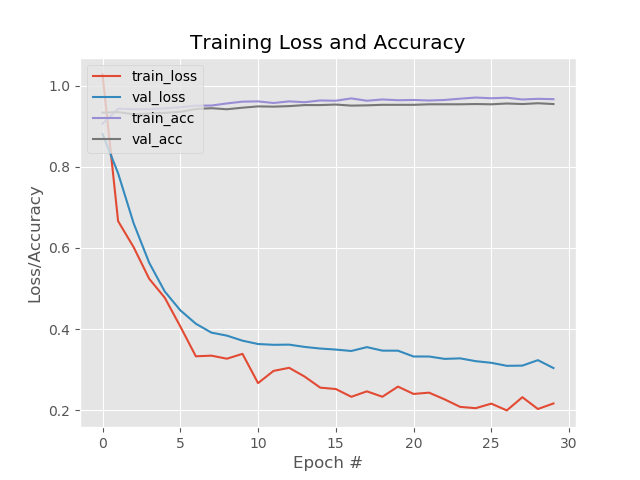 Training Loss and Accuracy
train_loss
val_loss
train_acc
val_acc
1.0
0.8
0.6
0.4
0.2
Loss/Accuracy
0 5 10 15 20 25 30
Epoch #